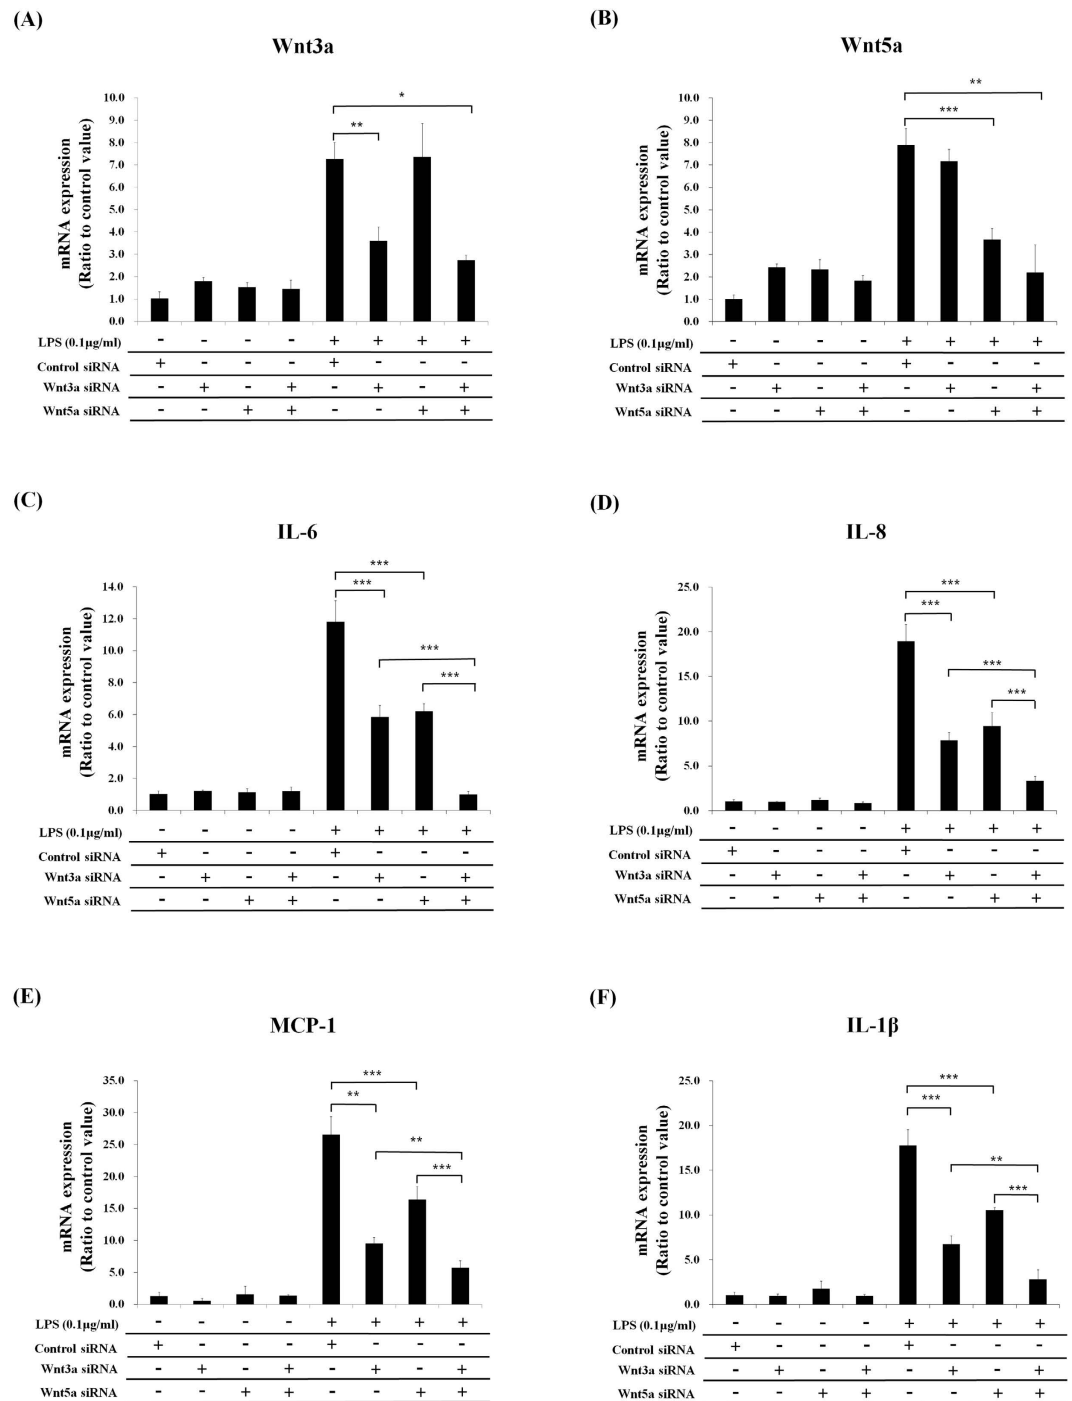 (A)
Wnt3a
mRNA expression
(Ratio to control value)
10.0
9.0
8.0
7.0
6.0
5.0
4.0
3.0
2.0
1.0
0.0
*
**
LPS (0.1µg/ml) - - - - + + + +
Control siRNA + - - - + - - -
Wnt3a siRNA - + - + - + - +
Wnt5a siRNA - - + + - - + +
(B)
Wnt5a
mRNA expression
(Ratio to control value)
10.0
9.0
8.0
7.0
6.0
5.0
4.0
3.0
2.0
1.0
0.0
**
***
LPS (0.1µg/ml) - - - - + + + +
Control siRNA + - - - + - - -
Wnt3a siRNA - + - + - + - +
Wnt5a siRNA - - + + - - + +
(C)
IL-6
mRNA expression
(Ratio to control value)
14.0
12.0
10.0
8.0
6.0
4.0
2.0
0.0
***
***
***
***
LPS (0.1µg/ml) - - - - + + + +
Control siRNA + - - - + - - -
Wnt3a siRNA - + - + - + - +
Wnt5a siRNA - - + + - - + +
(D)
IL-8
mRNA expression
(Ratio to control value)
25.0
20.0
15.0
10.0
5.0
0.0
***
***
***
***
LPS (0.1µg/ml) - - - - + + + +
Control siRNA + - - - + - - -
Wnt3a siRNA - + - + - + - +
Wnt5a siRNA - - + + - - + +
(E)
MCP-1
mRNA expression
(Ratio to control value)
35.0
30.0
25.0
20.0
15.0
10.0
5.0
0.0
***
**
**
***
LPS (0.1µg/ml) - - - - + + + +
Control siRNA + - - - + - - -
Wnt3a siRNA - + - + - + - +
Wnt5a siRNA - - + + - - + +
(F)
IL-1β
mRNA expression
(Ratio to control value)
25.0
20.0
15.0
10.0
5.0
0.0
***
***
**
***
LPS (0.1µg/ml) - - - - + + + +
Control siRNA + - - - + - - -
Wnt3a siRNA - + - + - + - +
Wnt5a siRNA - - + + - - + +